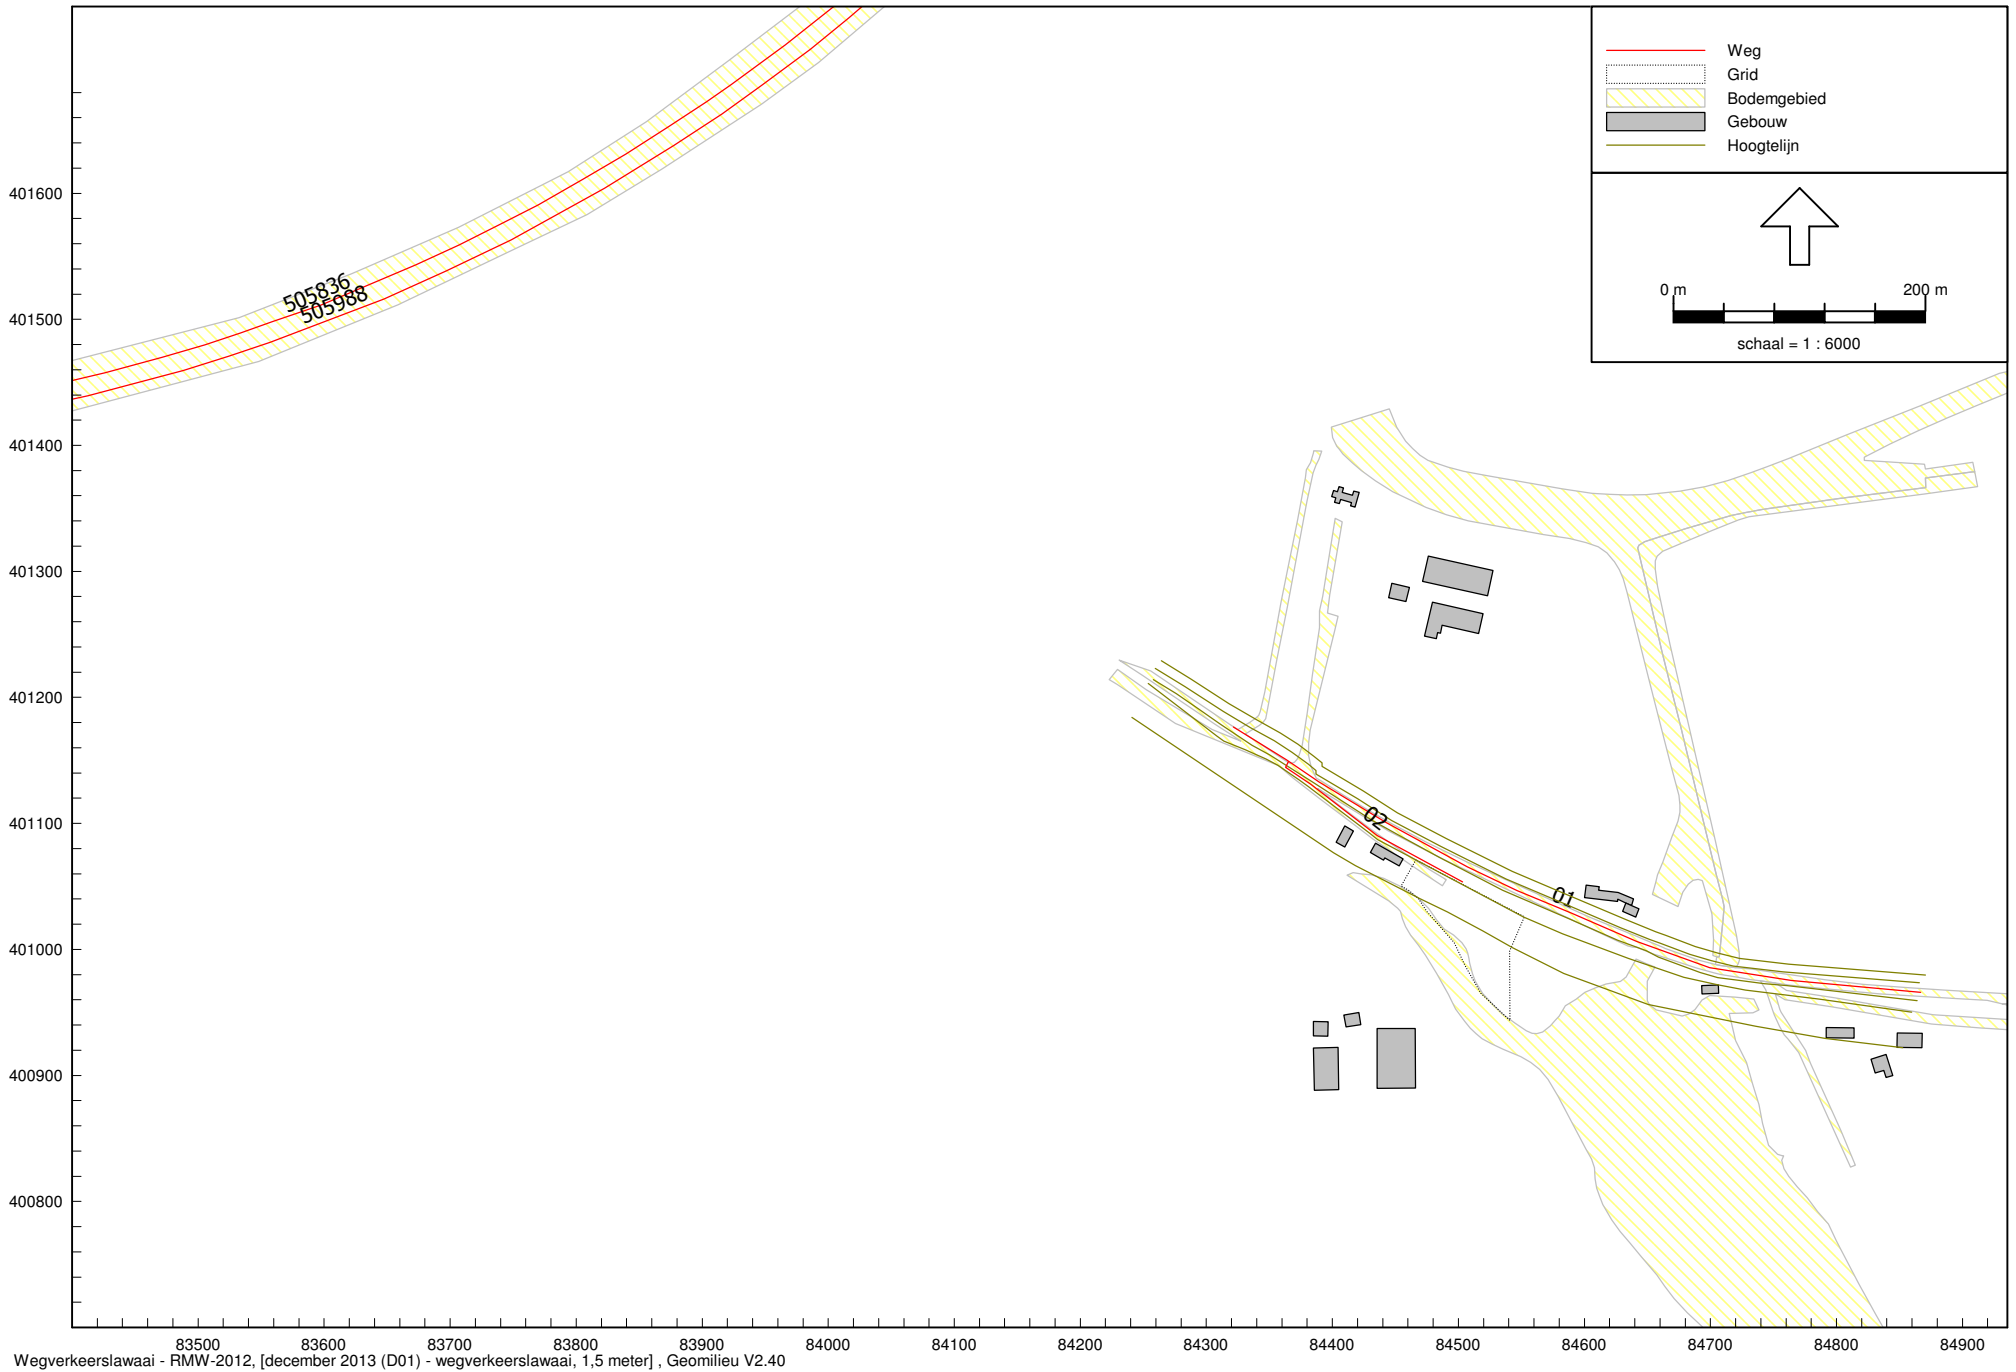 Weg
Grid
Bodemgebied
Gebouw
Hoogtelijn
0 m 200 m
schaal = 1 : 6000
401600
401500
401400
401300
401200
401100
401000
400900
400800
505836
505988
02
01
83500 83600 83700 83800 83900 84000 84100 84200 84300 84400 84500 84600 84700 84800 84900
Wegverkeerslawaai - RMW-2012, [december 2013 (D01) - wegverkeerslawaai, 1,5 meter] , Geomilieu V2.40